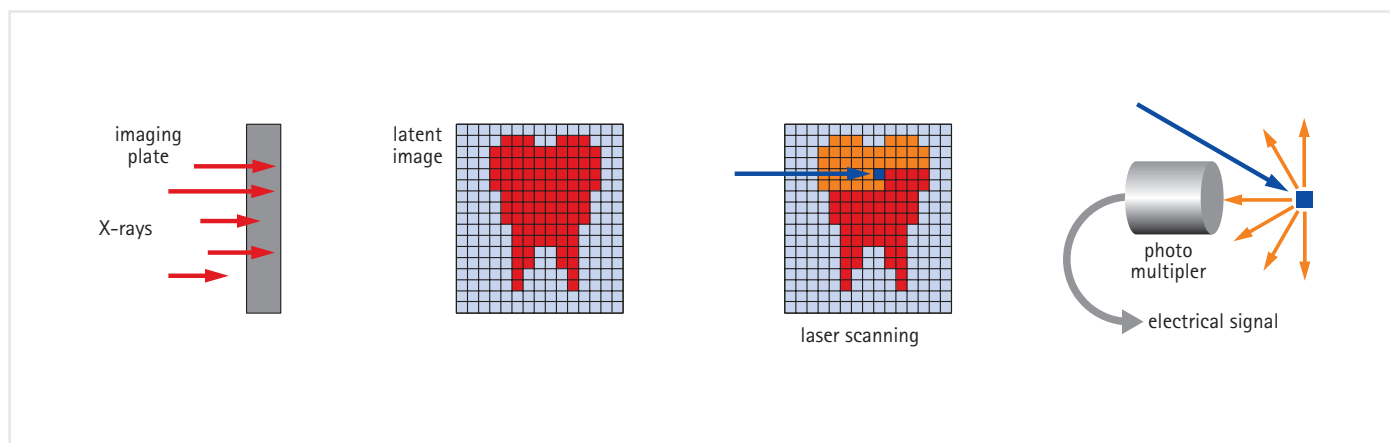 imaging
plate
X-rays
latent
image
laser scanning
photo
multipler
electrical signal